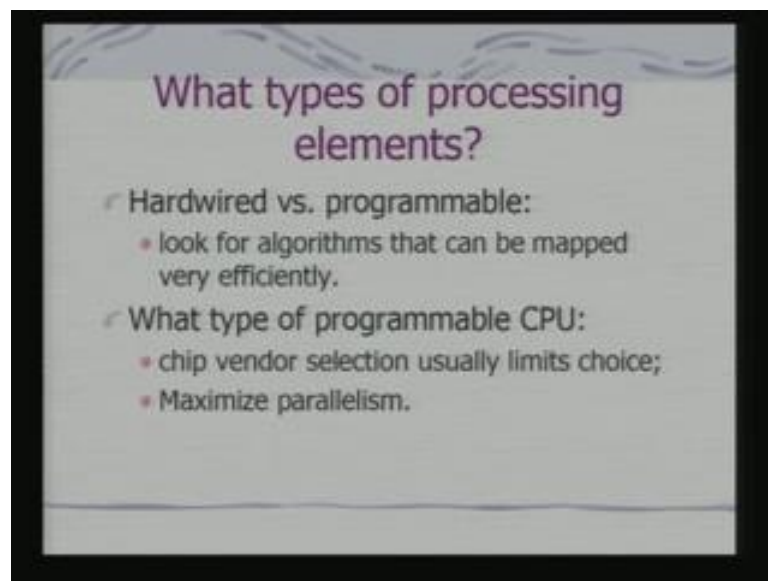 What types of processing
elements?
Hardwired vs. programmable:
look for algorithms that can be mapped
very efficiently.
What type of programmable CPU:
chip vendor selection usually limits choice;
Maximize parallelism.